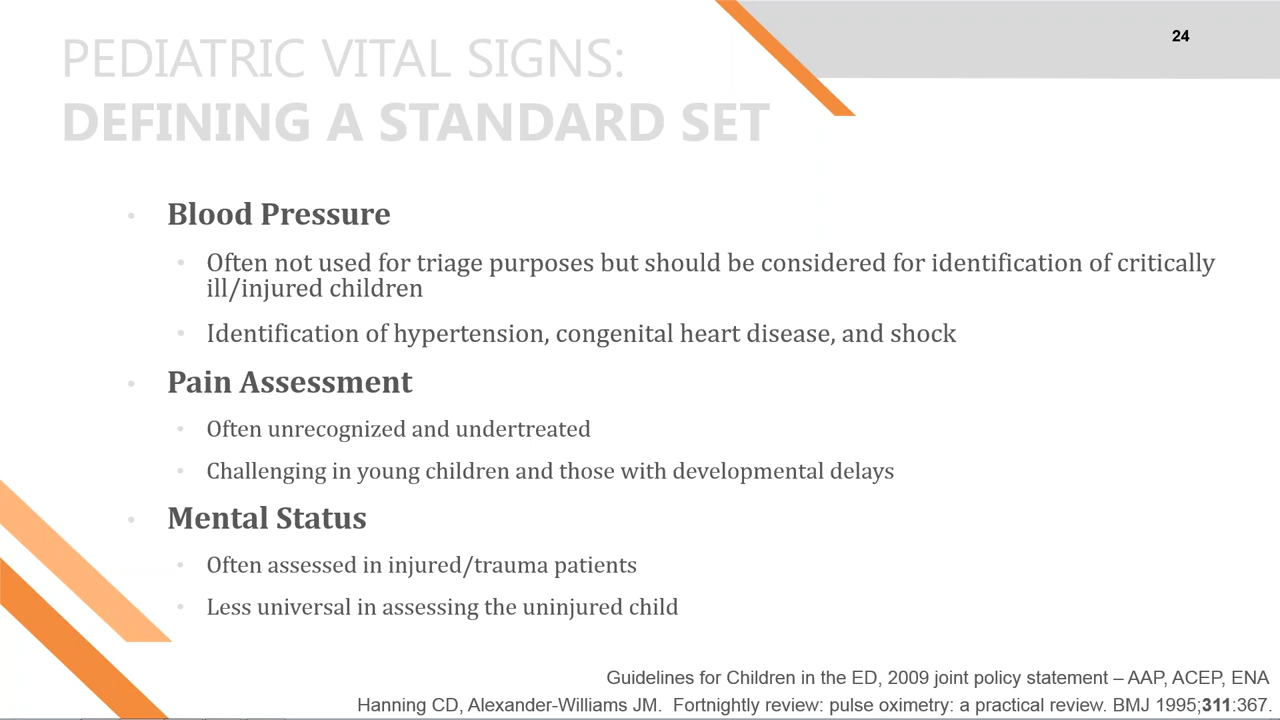 24
PEDIATRIC VITAL SIGNS:
DEFINING A STANDARD SET
• Blood Pressure
• Often not used for triage purposes but should be considered for identification of critically
ill/injured children
• Identification of hypertension, congenital heart disease, and shock
• Pain Assessment
• Often unrecognized and undertreated
• Challenging in young children and those with developmental delays
• Mental Status
• Often assessed in injured/trauma patients
• Less universal in assessing the uninjured child
Guidelines for Children in the ED, 2009 joint policy statement – AAP, ACEP, ENA
Hanning CD, Alexander-Williams JM. Fortnightly review: pulse oximetry: a practical review. BMJ 1995;311:367.